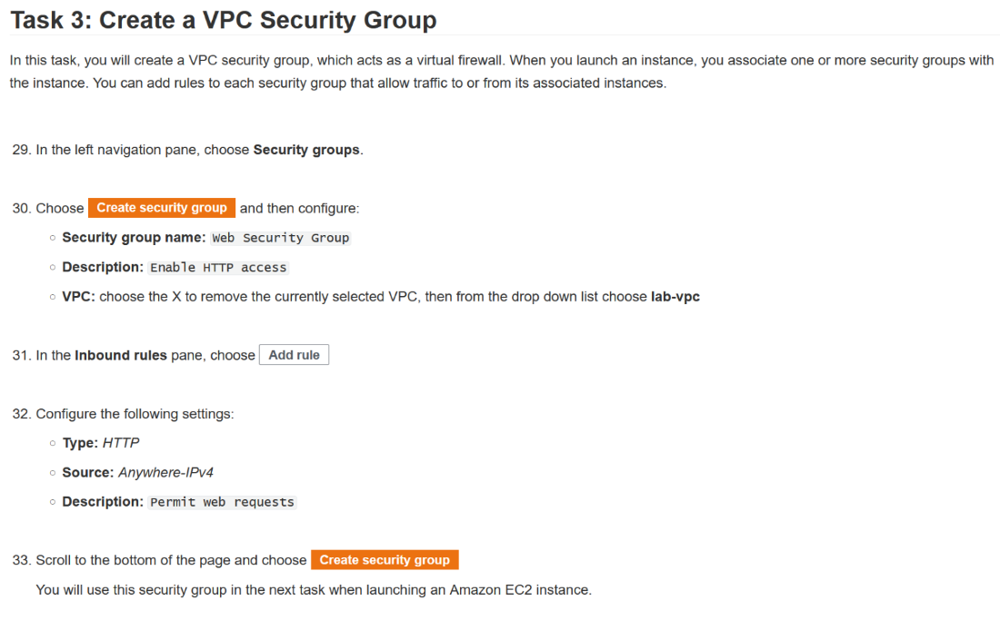 Task 3: Create a VPC Security Group
In this task, you will create a VPC security group, which acts as a virtual firewall. When you launch an instance, you associate one or more security groups with
the instance. You can add rules to each security group that allow traffic to or from its associated instances.
29. In the left navigation pane, choose Security groups.
30. Choose Create security group and then configure:
○ Security group name: Web Security Group
○ Description: Enable HTTP access
○ VPC: choose the X to remove the currently selected VPC, then from the drop down list choose lab-vpc
31. In the Inbound rules pane, choose Add rule
32. Configure the following settings:
○ Type: HTTP
○ Source: Anywhere-IPv4
○ Description: Permit web requests
33. Scroll to the bottom of the page and choose Create security group
You will use this security group in the next task when launching an Amazon EC2 instance.